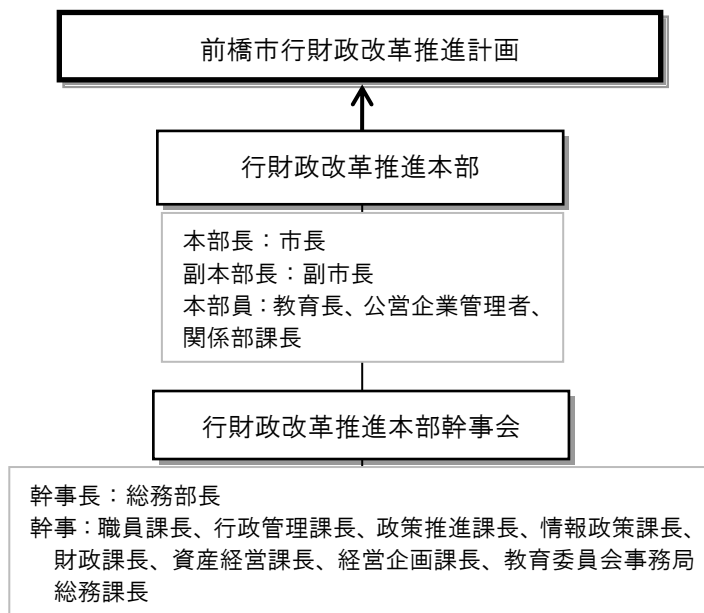 前橋市行財政改革推進計画
行財政改革推進本部
本部長：市長
副本部長：副市長
本部員：教育長、公営企業管理者、
関係部課長
行財政改革推進本部幹事会
幹事長：総務部長
幹事：職員課長、行政管理課長、政策推進課長、情報政策課長、
財政課長、資産経営課長、経営企画課長、教育委員会事務局
総務課長